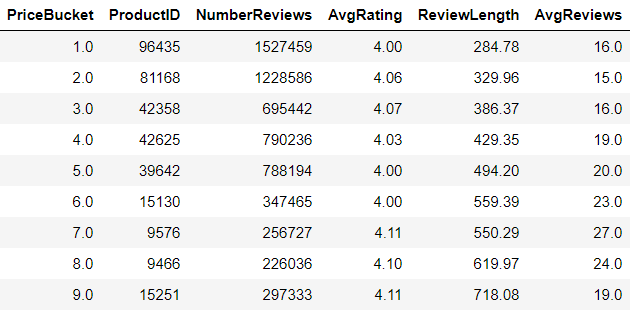 PriceBucket ProductID NumberReviews AvgRating ReviewLength AvgReviews
1.0 96435 1527459 4.00 284.78 16.0
2.0 81168 1228586 4.06 329.96 15.0
3.0 42358 695442 4.07 386.37 16.0
4.0 42625 790236 4.03 429.35 19.0
5.0 39642 788194 4.00 494.20 20.0
6.0 15130 347465 4.00 559.39 23.0
7.0 9576 256727 4.11 550.29 27.0
8.0 9466 226036 4.10 619.97 24.0
9.0 15251 297333 4.11 718.08 19.0